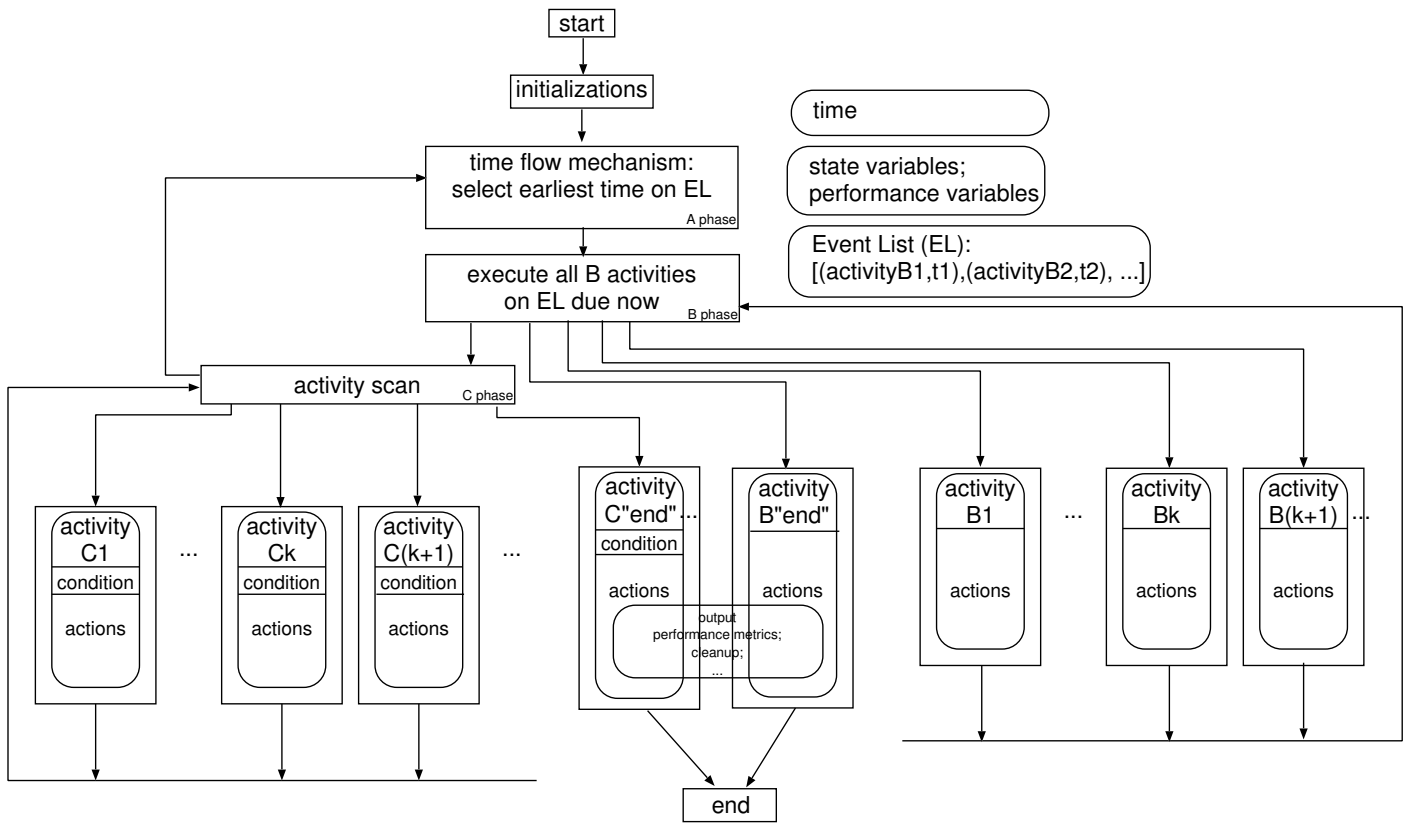 start
initializations
time flow mechanism:
select earliest time on EL
A phase
time
state variables;
performance variables
Event List (EL):
[(activityB1,t1),(activityB2,t2), ...]
execute all B activities
on EL due now
B phase
activity scan
C phase
activity
C1
condition
actions
...
activity
Ck
condition
actions
activity
C(k+1)
condition
actions
...
activity
C"end"
...
condition
actions
activity
B"end"
actions
output
performance metrics;
cleanup;
...
activity
B1
actions
...
activity
Bk
actions
activity
B(k+1)
actions
...
end